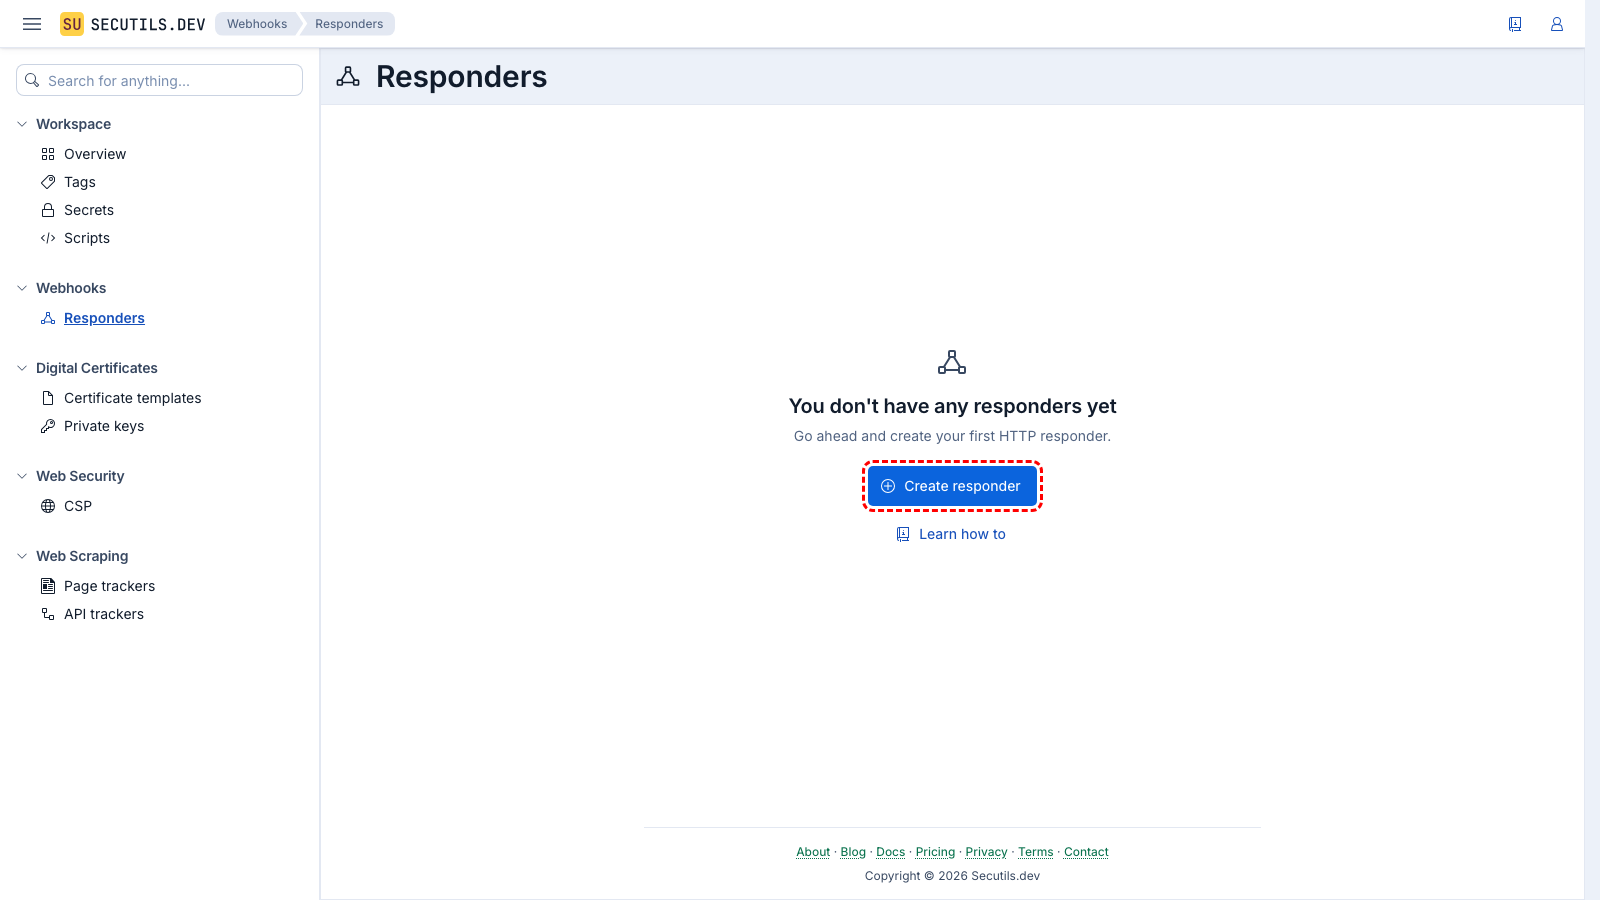 SU SECUTILS.DEV
Webhooks
Responders
Search for anything...
Workspace
Overview
Tags
Secrets
Scripts
Webhooks
Responders
Digital Certificates
Certificate templates
Private keys
Web Security
CSP
Web Scraping
Page trackers
API trackers
Responders
You don't have any responders yet
Go ahead and create your first HTTP responder.
Create responder
Learn how to
About · Blog · Docs · Pricing · Privacy · Terms · Contact
Copyright © 2026 Secutils.dev